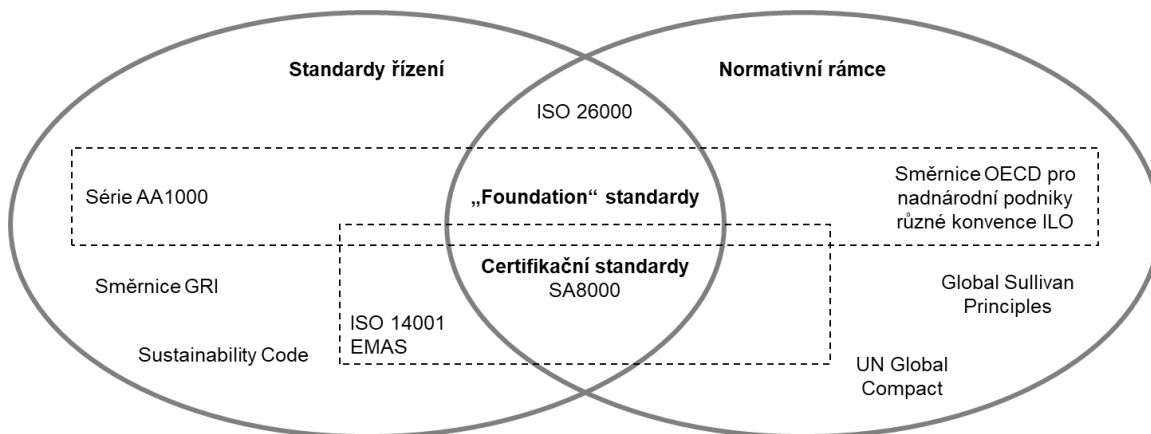 Standardy řízení
Normativní rámce
ISO 26000
Série AA1000
„Foundation“ standardy
Směrnice OECD pro
nadnárodní podniky
různé konvence ILO
Směrnice GRI
Certifikační standardy
SA8000
Global Sullivan
Principles
ISO 14001
EMAS
Sustainability Code
UN Global
Compact